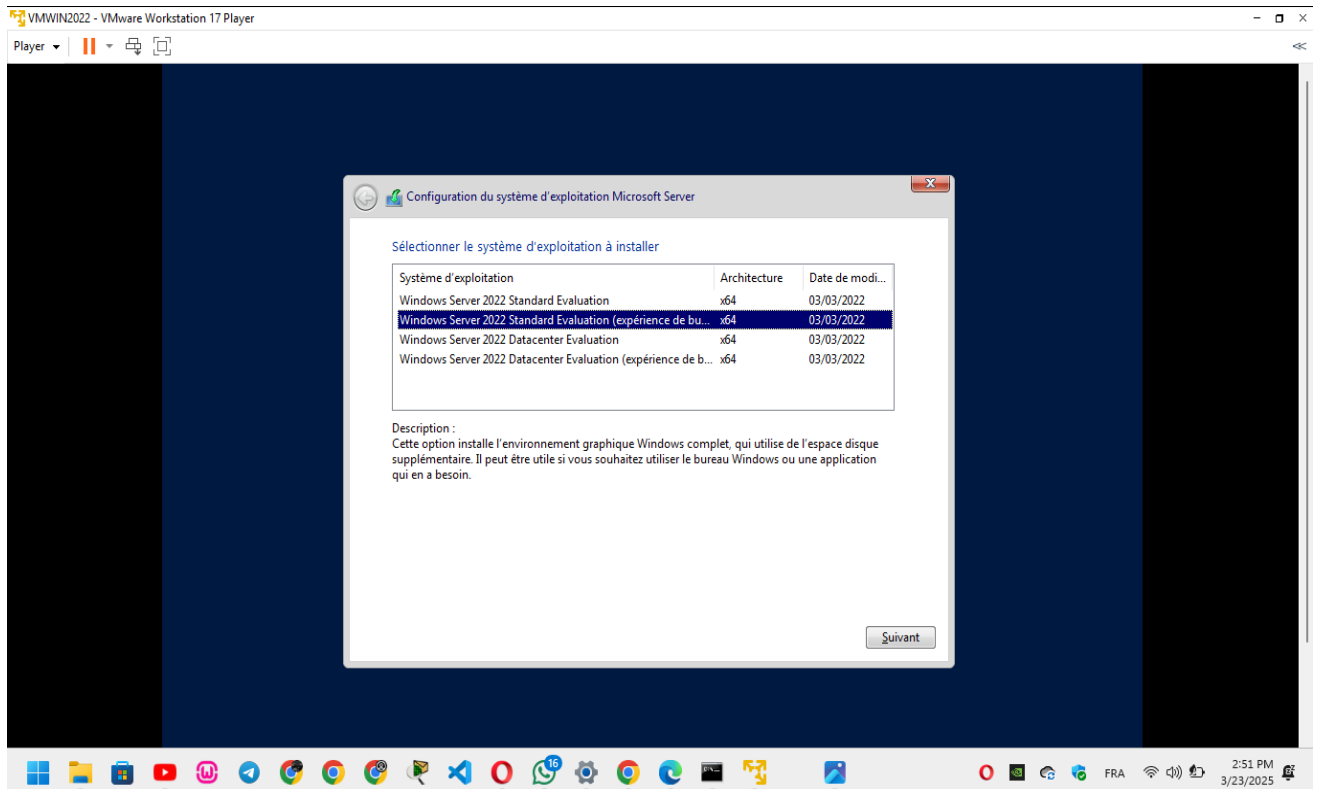 VMWIN2022 - VMware Workstation 17 Player
Player
Configuration du système d'exploitation Microsoft Server
Sélectionner le système d'exploitation à installer
Système d'exploitation Architecture Date de modi...
Windows Server 2022 Standard Evaluation x64 03/03/2022
Windows Server 2022 Standard Evaluation (expérience de bu... x64 03/03/2022
Windows Server 2022 Datacenter Evaluation x64 03/03/2022
Windows Server 2022 Datacenter Evaluation (expérience de b... x64 03/03/2022
Description :
Cette option installe l'environnement graphique Windows complet, qui utilise de l'espace disque
supplémentaire. Il peut être utile si vous souhaitez utiliser le bureau Windows ou une application
qui en a besoin.
Suivant
16
FRA
2:51 PM
3/23/2025